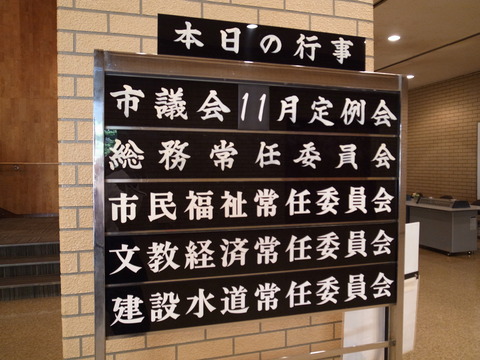 本日の行事
市議会11月定例会
総務常任委員会
市民福祉常任委員会
文教経済常任委員会
建設水道常任委員会